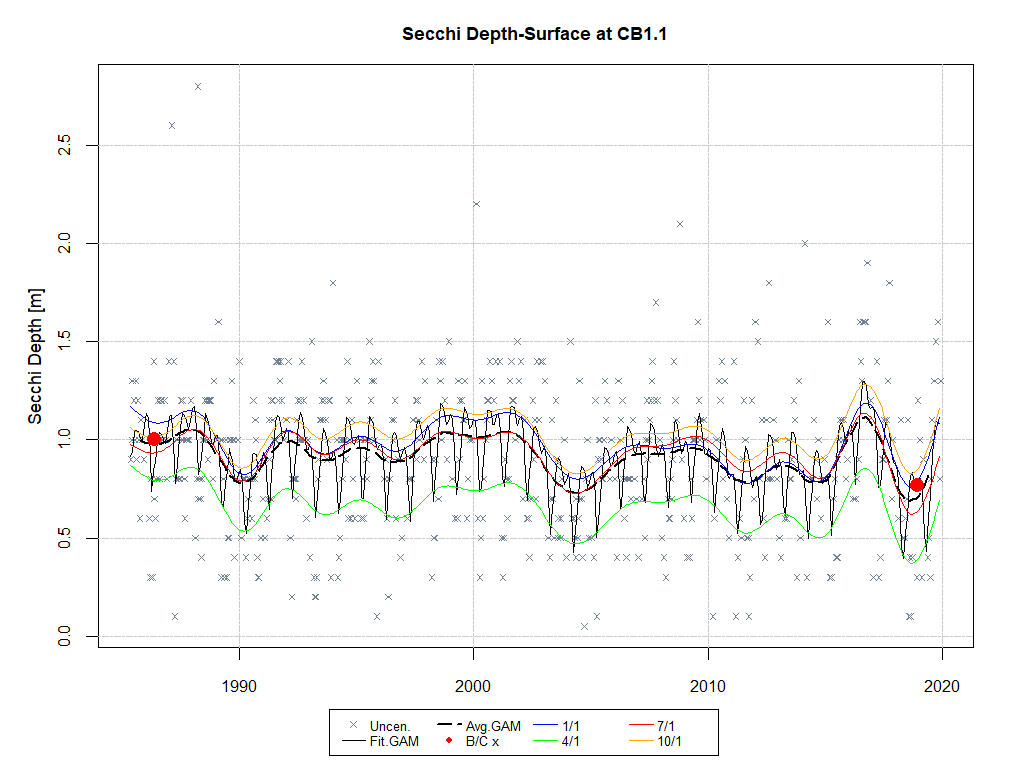 Secchi Depth-Surface at CB1.1
Secchi Depth [m]
2.5
2.0
1.5
1.0
0.5
0.0
1990 2000 2010 2020
Uncen. Avg.GAM 1/1 7/1
Fit.GAM B/C x 4/1 10/1